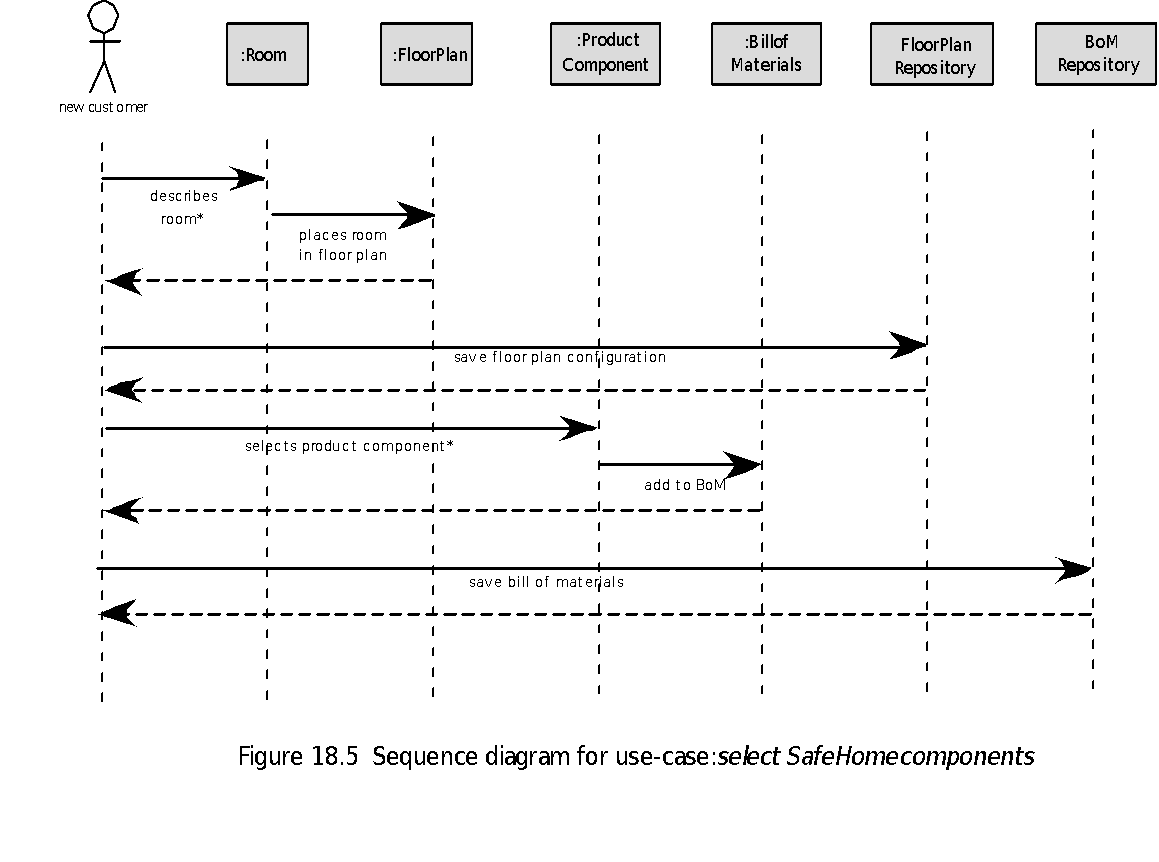 :Room
:FloorPlan
:Product
Component
:Billof
Materials
FloorPlan
Repository
BoM
Repository
new customer
describes
room*
places room
in floor plan
save floor plan configuration
selects product component*
add to BoM
save bill of materials
Figure 18.5 Sequence diagram for use-case:select SafeHomecomponents